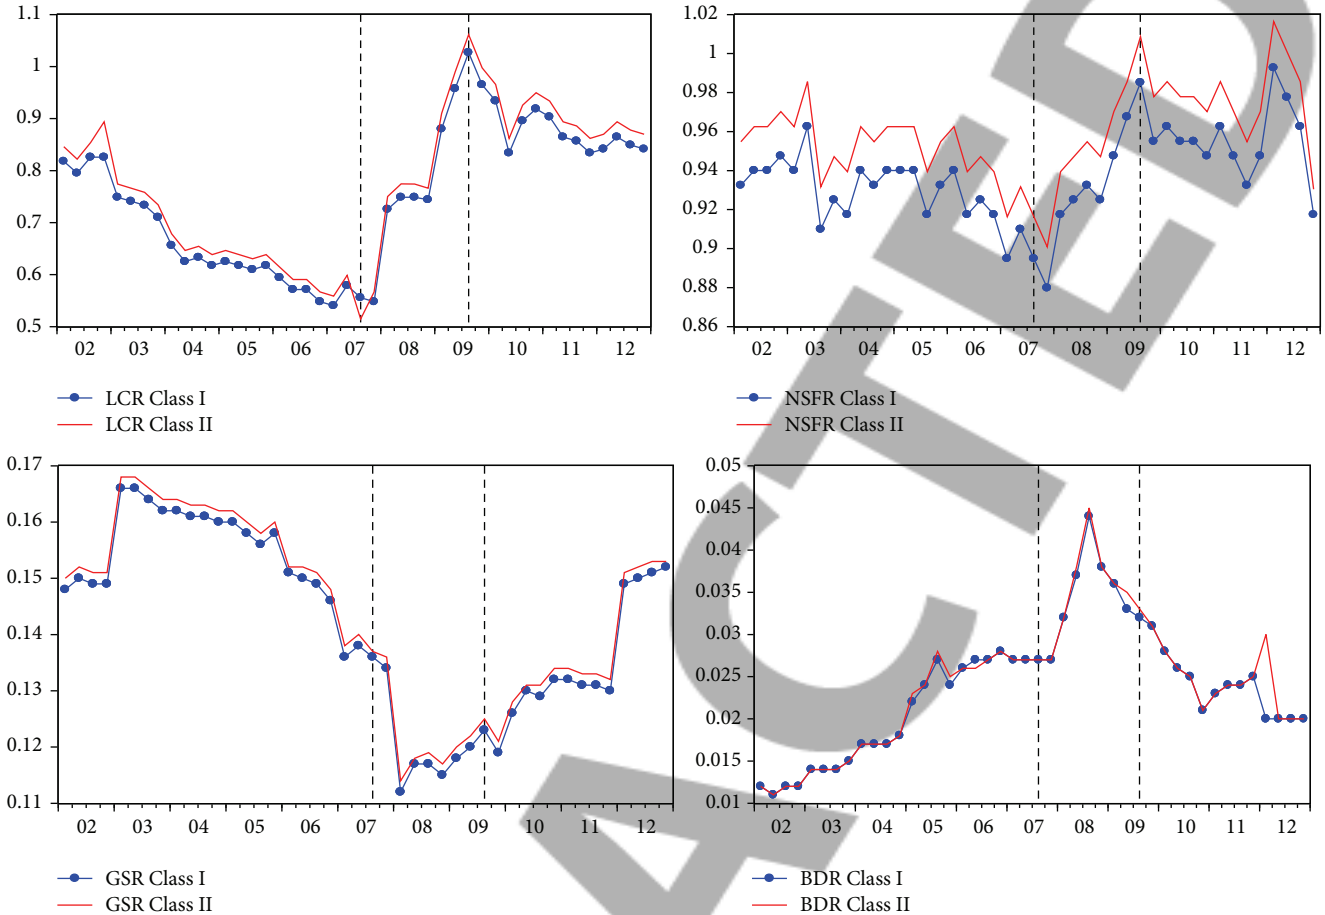 1.1
1
0.9
0.8
0.7
0.6
0.5
02 03 04 05 06 07 08 09 10 11 12
LCR Class I
LCR Class II
1.02
1
0.98
0.96
0.94
0.92
0.9
0.88
0.86
02 03 04 05 06 07 08 09 10 11 12
NSFR Class I
NSFR Class II
0.17
0.16
0.15
0.14
0.13
0.12
0.11
02 03 04 05 06 07 08 09 10 11 12
GSR Class I
GSR Class II
0.05
0.045
0.04
0.035
0.03
0.025
0.02
0.015
0.01
02 03 04 05 06 07 08 09 10 11 12
BDR Class I
BDR Class II
ACTED